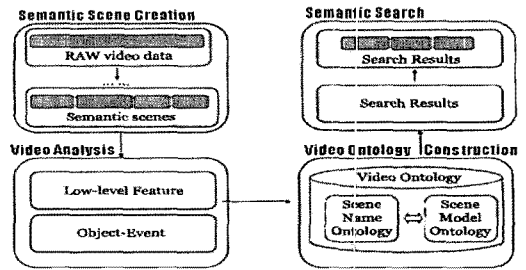 Semantic Scene Creation
RAW video data
Semantic scenes
Video Analysis
Low-level Feature
Object-Event
Semantic Search
Search Results
Search Results
Video Ontology Construction
Video Ontology
Scene
Name
Ontology
Scene
Model
Ontology